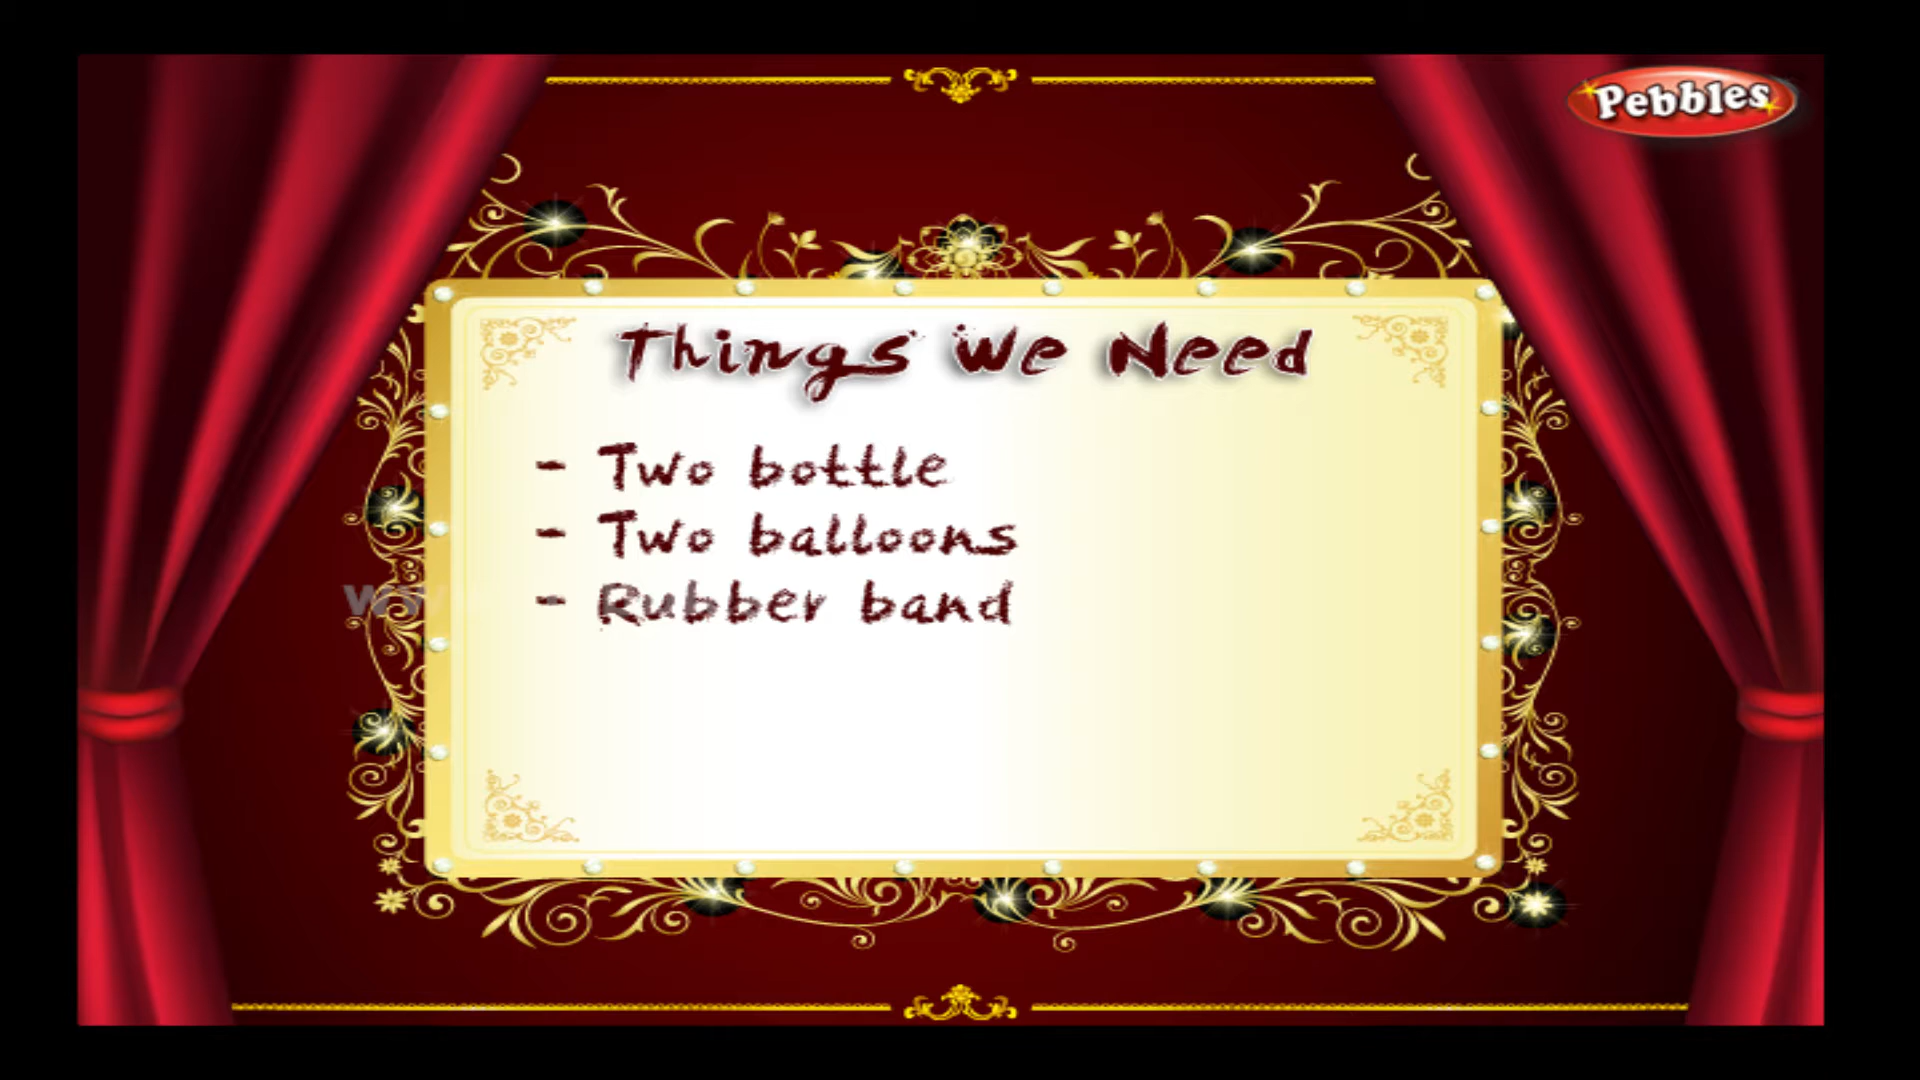 Pebbles
Things We Need
- Two bottle
- Two balloons
- Rubber band